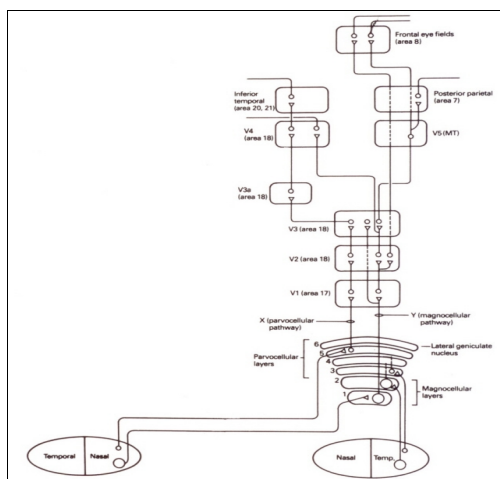 Frontal eye fields
(area 8)
Inferior
temporal
(area 20, 21)
Posterior parietal
(area 7)
V4
(area 18)
V5 (MT)
V3a
(area 18)
V3 (area 18)
V2 (area 18)
V1 (area 17)
X (parvocellular
pathway)
Y (magnocellular
pathway)
Lateral geniculate
nucleus
Parvocellular
layers
6
5
4
3
2
1
Magnocellular
layers
Temporal
Nasal
Nasal
Temp.